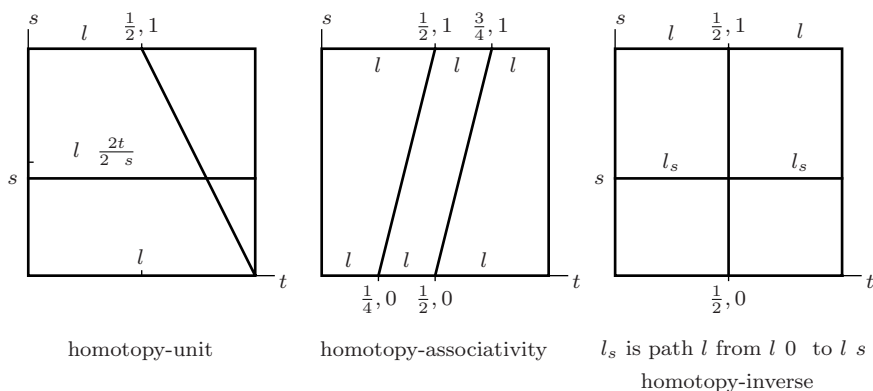 s l 1/2, 1
l 2t/2 s
s
l
t
homotopy-unit
s 1/2, 1 3/4, 1
l l l
l l l
t
1/4, 0 1/2, 0
homotopy-associativity
s l 1/2, 1 l
s l_s l_s
t
1/2, 0
l_s is path l from l 0 to l s
homotopy-inverse